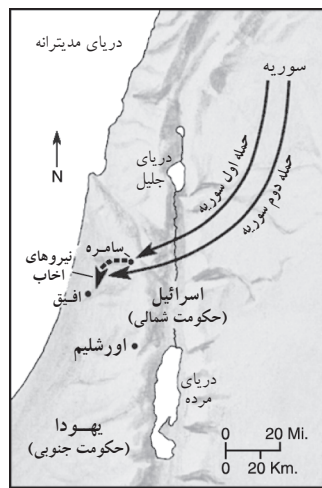 دریای مدیترانه
سوریه
حمله اول سوریه
حمله دوم سوریه
دریای
جلیل
N
سامره
نیروهای
اخاب
افیق
اسرائیل
(حکومت شمالی)
اورشلیم
دریای
مرده
یهودا
(حکومت جنوبی)
0 20 Mi.
0 20 Km.